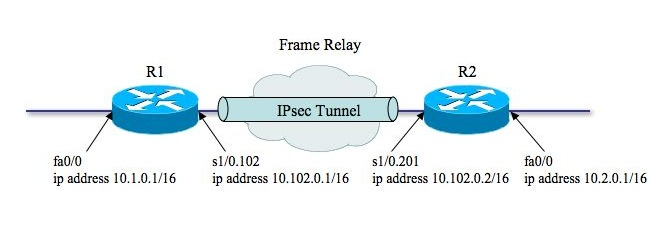 Frame Relay
R1
R2
IPsec Tunnel
fa0/0
ip address 10.1.0.1/16
s1/0.102
ip address 10.102.0.1/16
s1/0.201
ip address 10.102.0.2/16
fa0/0
ip address 10.2.0.1/16